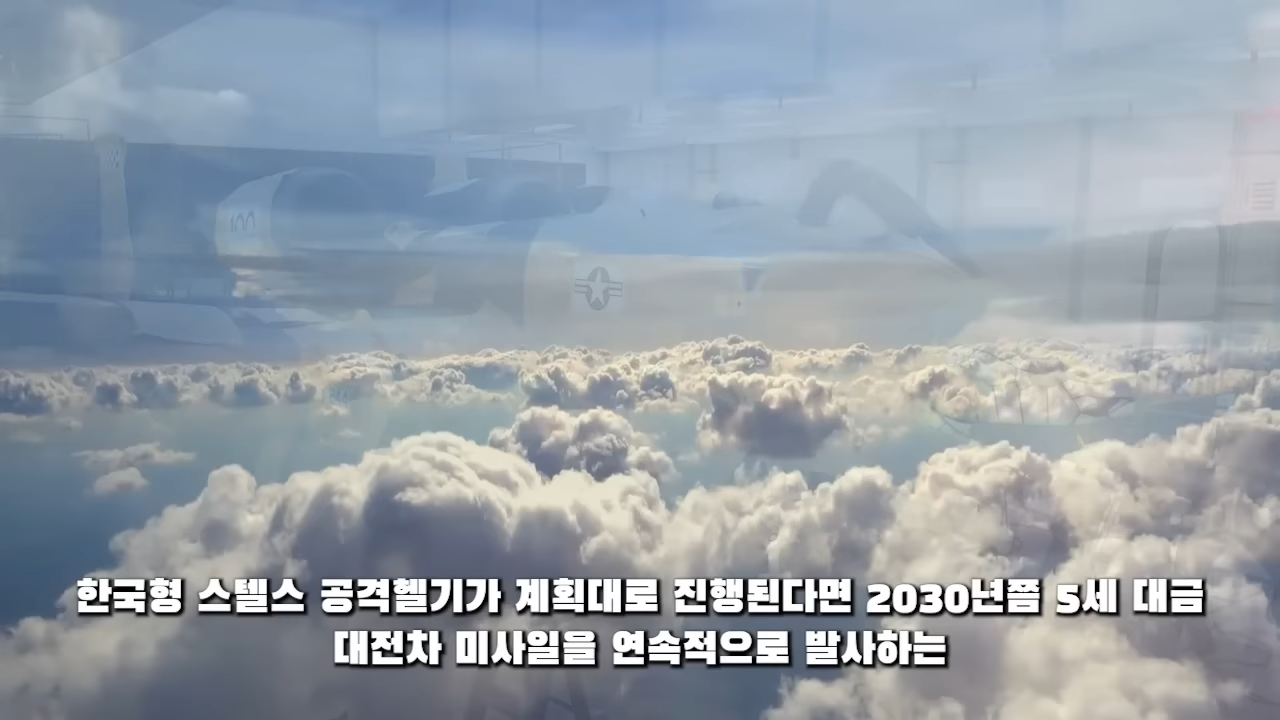 100
한국형 스텔스 공격헬기가 계획대로 진행된다면 2030년쯤 5세 대금
대전차 미사일을 연속적으로 발사하는